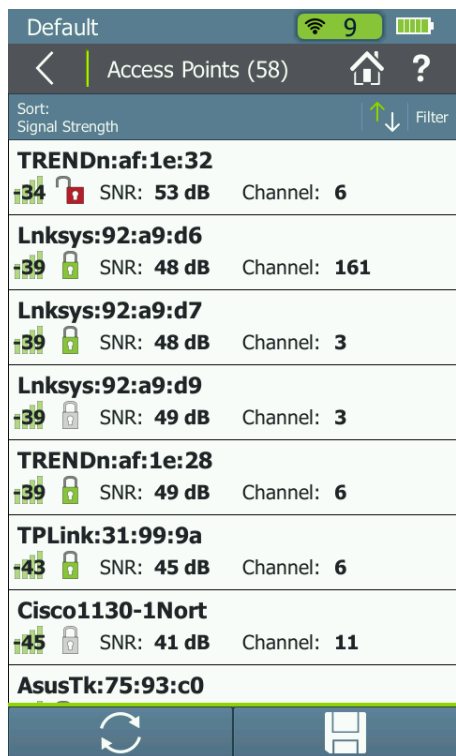 Default 9
Access Points (58) ?
Sort:
Signal Strength Filter
TRENDn:af:1e:32
-34 SNR: 53 dB Channel: 6
Lnksys:92:a9:d6
-39 SNR: 48 dB Channel: 161
Lnksys:92:a9:d7
-39 SNR: 48 dB Channel: 3
Lnksys:92:a9:d9
-39 SNR: 49 dB Channel: 3
TRENDn:af:1e:28
-39 SNR: 49 dB Channel: 6
TPLink:31:99:9a
-43 SNR: 45 dB Channel: 6
Cisco1130-1Nort
-45 SNR: 41 dB Channel: 11
AsusTk:75:93:c0